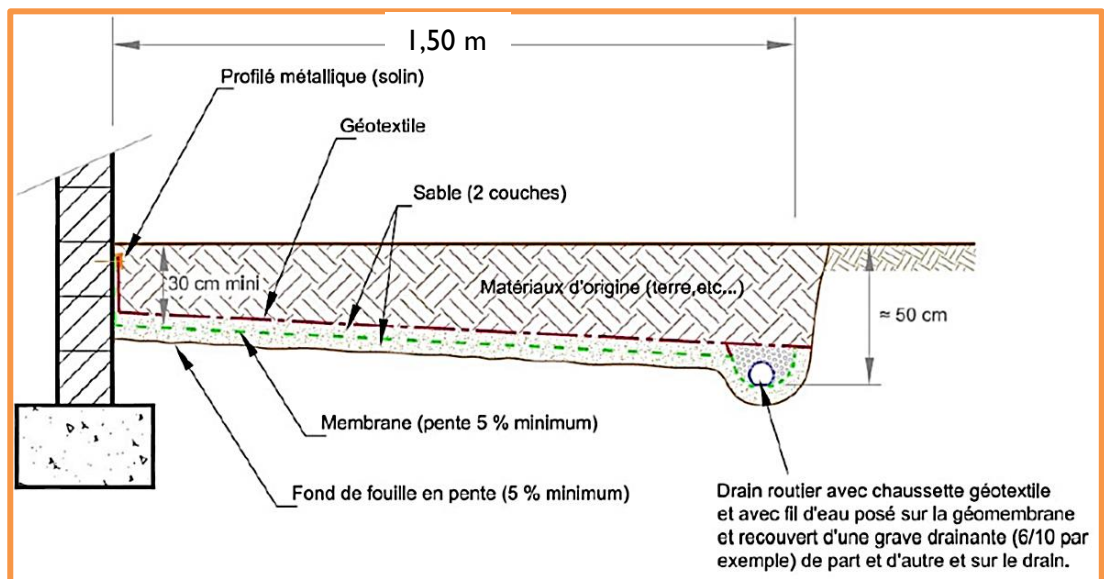 1,50 m
Profilé métallique (solin)
Géotextile
Sable (2 couches)
30 cm mini
Matériaux d'origine (terre,etc...)
≈ 50 cm
Membrane (pente 5 % minimum)
Fond de fouille en pente (5 % minimum)
Drain routier avec chaussette géotextile
et avec fil d'eau posé sur la géomembrane
et recouvert d'une grave drainante (6/10 par
exemple) de part et d'autre et sur le drain.